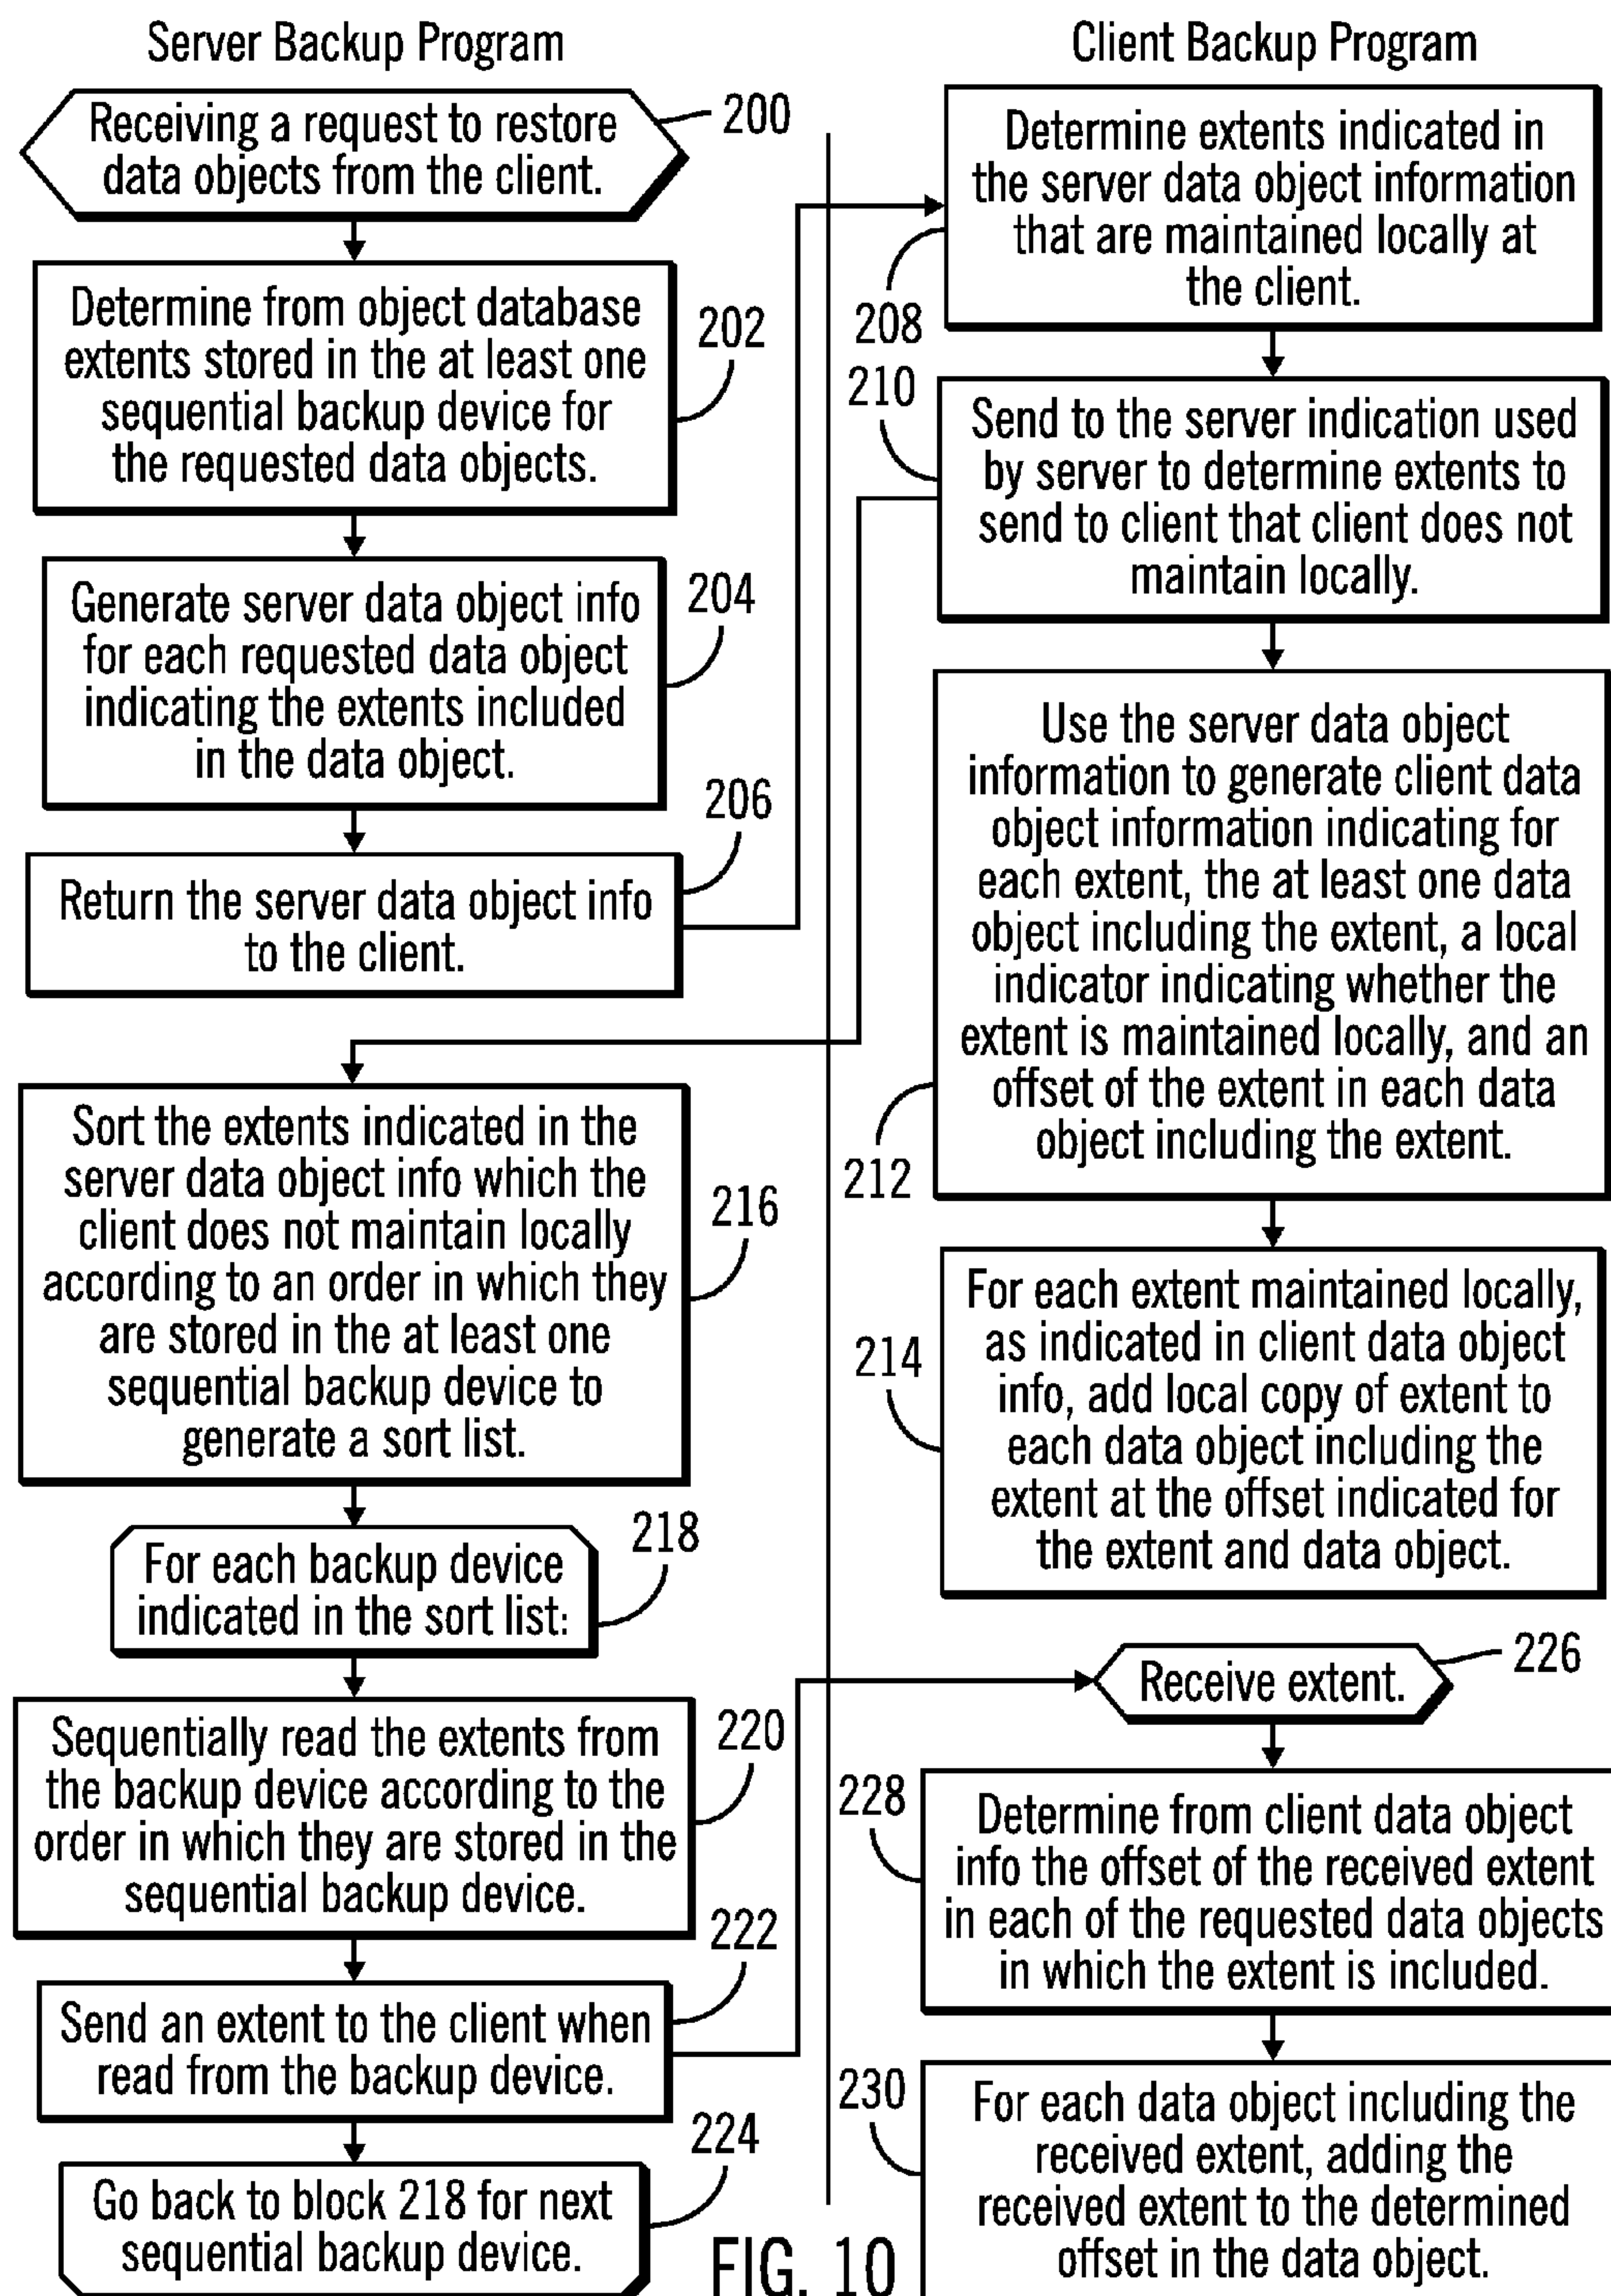 Server Backup Program
Receiving a request to restore
data objects from the client.
200
Determine from object database
extents stored in the at least one
sequential backup device for
the requested data objects.
202
Generate server data object info
for each requested data object
indicating the extents included
in the data object.
204
Return the server data object info
to the client.
206
Sort the extents indicated in the
server data object info which the
client does not maintain locally
according to an order in which they
are stored in the at least one
sequential backup device to
generate a sort list.
216
For each backup device
indicated in the sort list:
218
Sequentially read the extents from
the backup device according to the
order in which they are stored in the
sequential backup device.
220
Send an extent to the client when
read from the backup device.
222
Go back to block 218 for next
sequential backup device.
224
Client Backup Program
Determine extents indicated in
the server data object information
that are maintained locally at
the client.
208
Send to the server indication used
by server to determine extents to
send to client that client does not
maintain locally.
210
Use the server data object
information to generate client data
object information indicating for
each extent, the at least one data
object including the extent, a local
indicator indicating whether the
extent is maintained locally, and an
offset of the extent in each data
object including the extent.
212
For each extent maintained locally,
as indicated in client data object
info, add local copy of extent to
each data object including the
extent at the offset indicated for
the extent and data object.
214
Receive extent.
226
Determine from client data object
info the offset of the received extent
in each of the requested data objects
in which the extent is included.
228
For each data object including the
received extent, adding the
received extent to the determined
offset in the data object.
230
FIG. 10